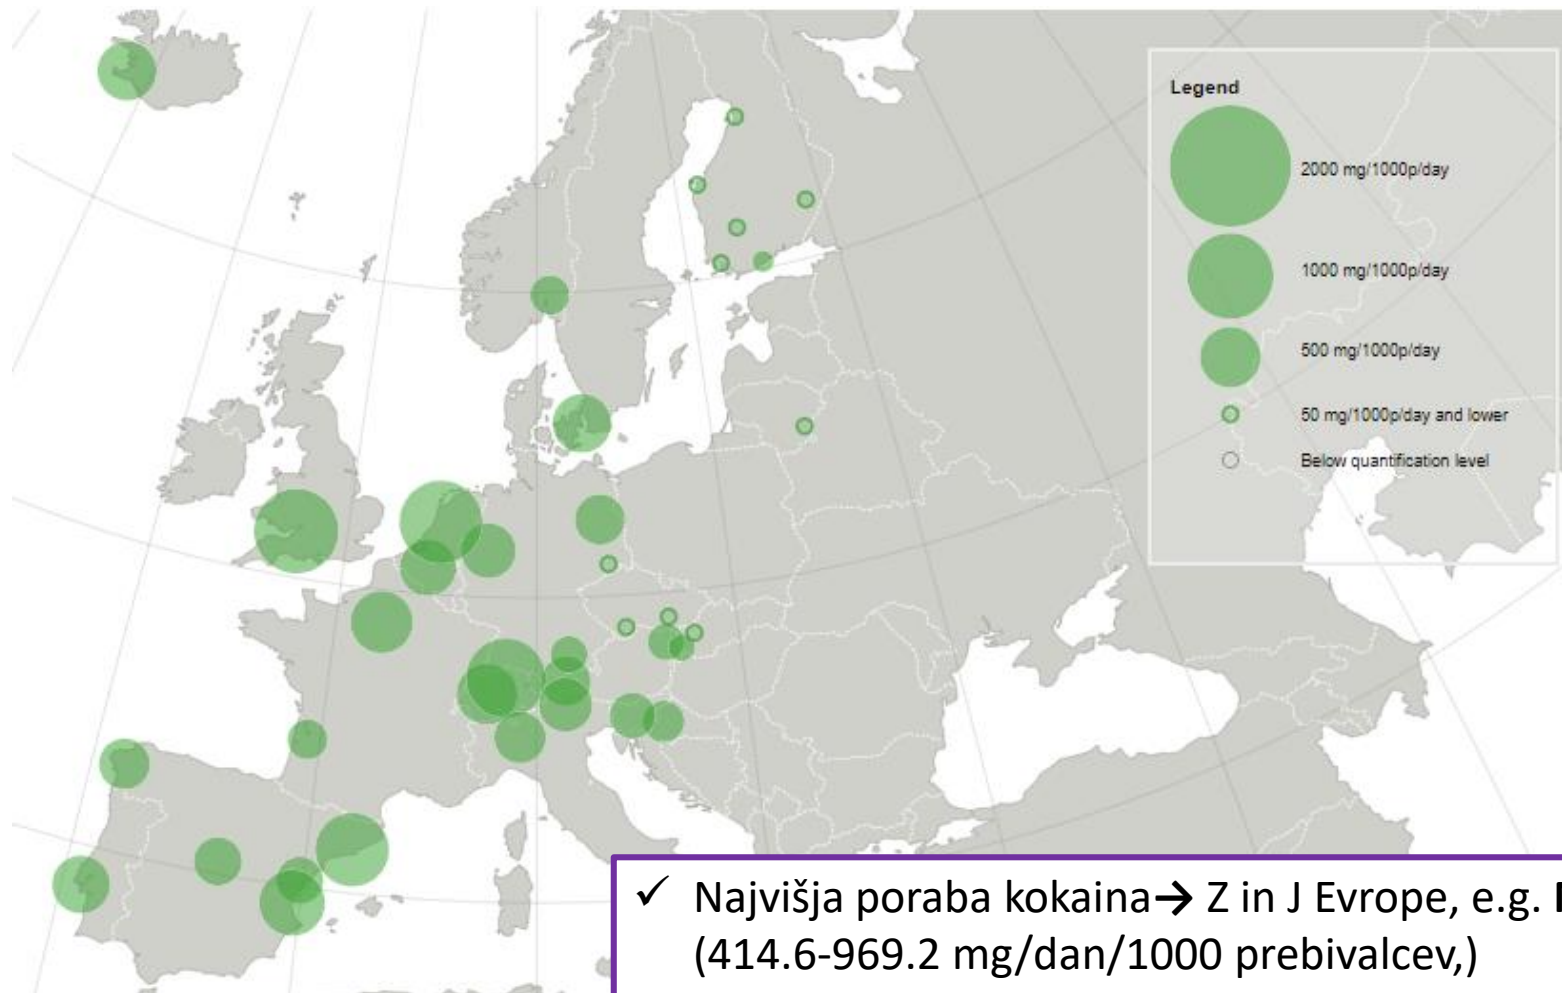 Legend
2000 mg/1000p/day
1000 mg/1000p/day
500 mg/1000p/day
50 mg/1000p/day and lower
Below quantification level
✓ Najvišja poraba kokaina→ Z in J Evrope, e.g.
(414.6-969.2 mg/dan/1000 prebivalcev,)